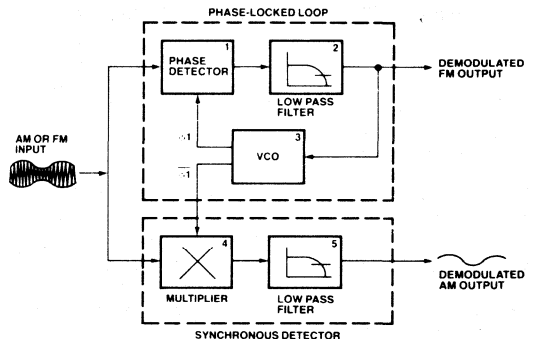 PHASE-LOCKED LOOP
1
PHASE
DETECTOR
2
LOW PASS
FILTER
DEMODULATED
FM OUTPUT
AM OR FM
INPUT
3
VCO
4
MULTIPLIER
5
LOW PASS
FILTER
DEMODULATED
AM OUTPUT
SYNCHRONOUS DETECTOR